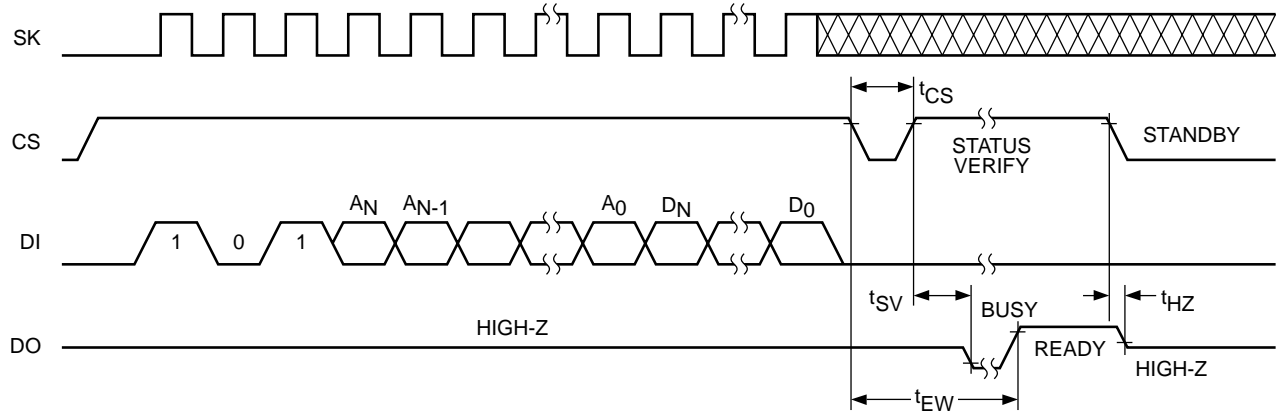 SK
CS
t_CS
STATUS
VERIFY
STANDBY
DI
1
0
1
A_N
A_N-1
A_0
D_N
D_0
t_SV
BUSY
t_HZ
DO
HIGH-Z
READY
HIGH-Z
t_EW